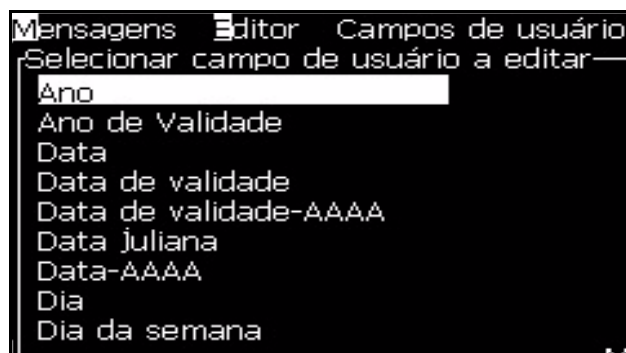 Mensagens Editor Campos de usuário
Selecionar campo de usuário a editar
Ano
Ano de Validade
Data
Data de validade
Data de validade-AAAA
Data juliana
Data-AAAA
Dia
Dia da semana